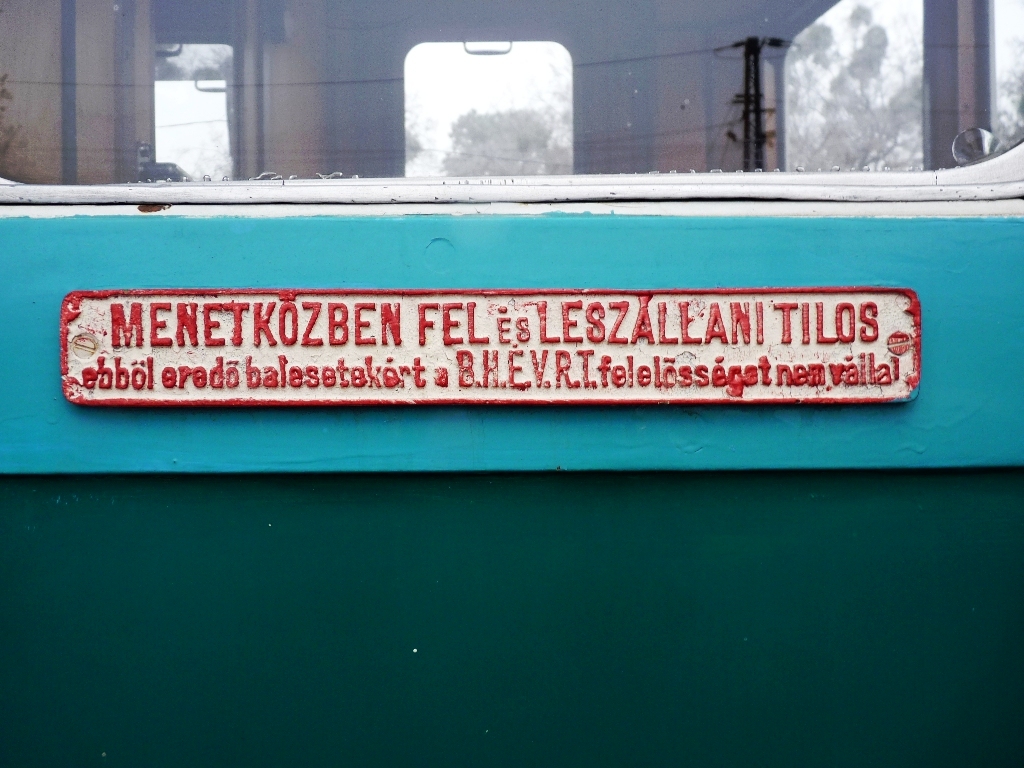 MENETKÖZBEN FEL és LESZÁLLANI TILOS
ebből eredő balesetekért a B.H.É.V.R.T. felelősséget nem vállal